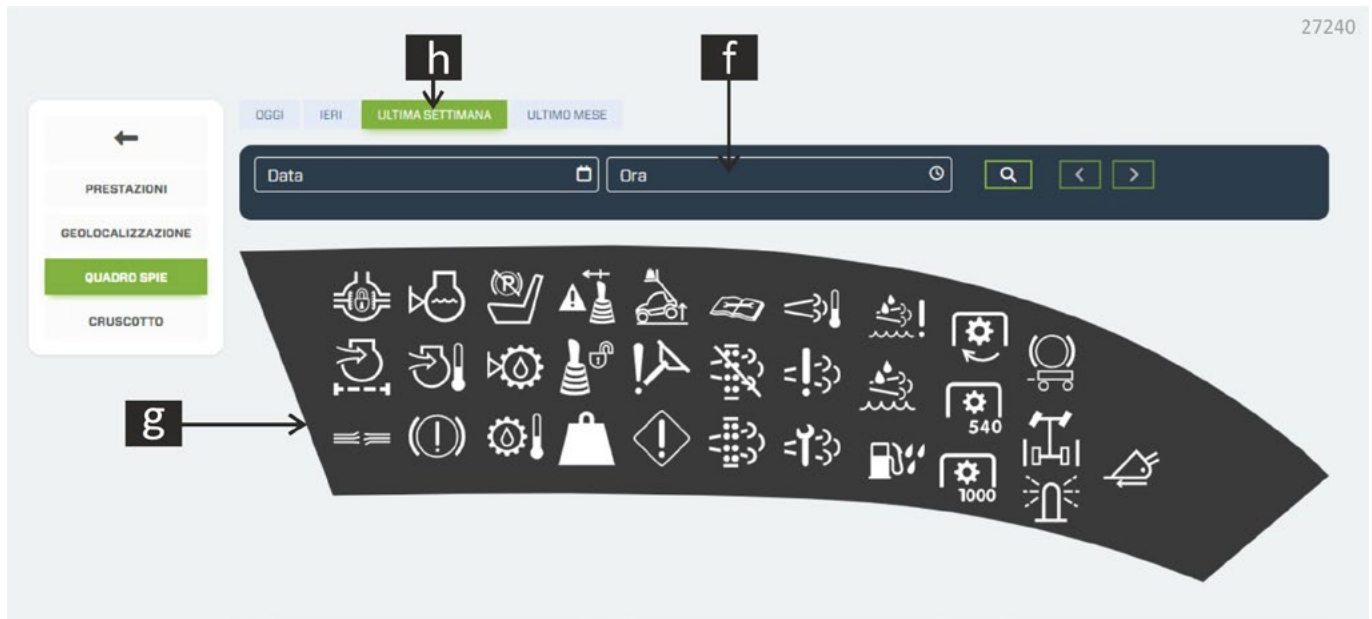 27240
h
f
OGGI IERI ULTIMA SETTIMANA ULTIMO MESE
Data Ora
PRESTAZIONI
GEOLOCALIZZAZIONE
QUADRO SPIE
CRUSCOTTO
g
P
540
1000